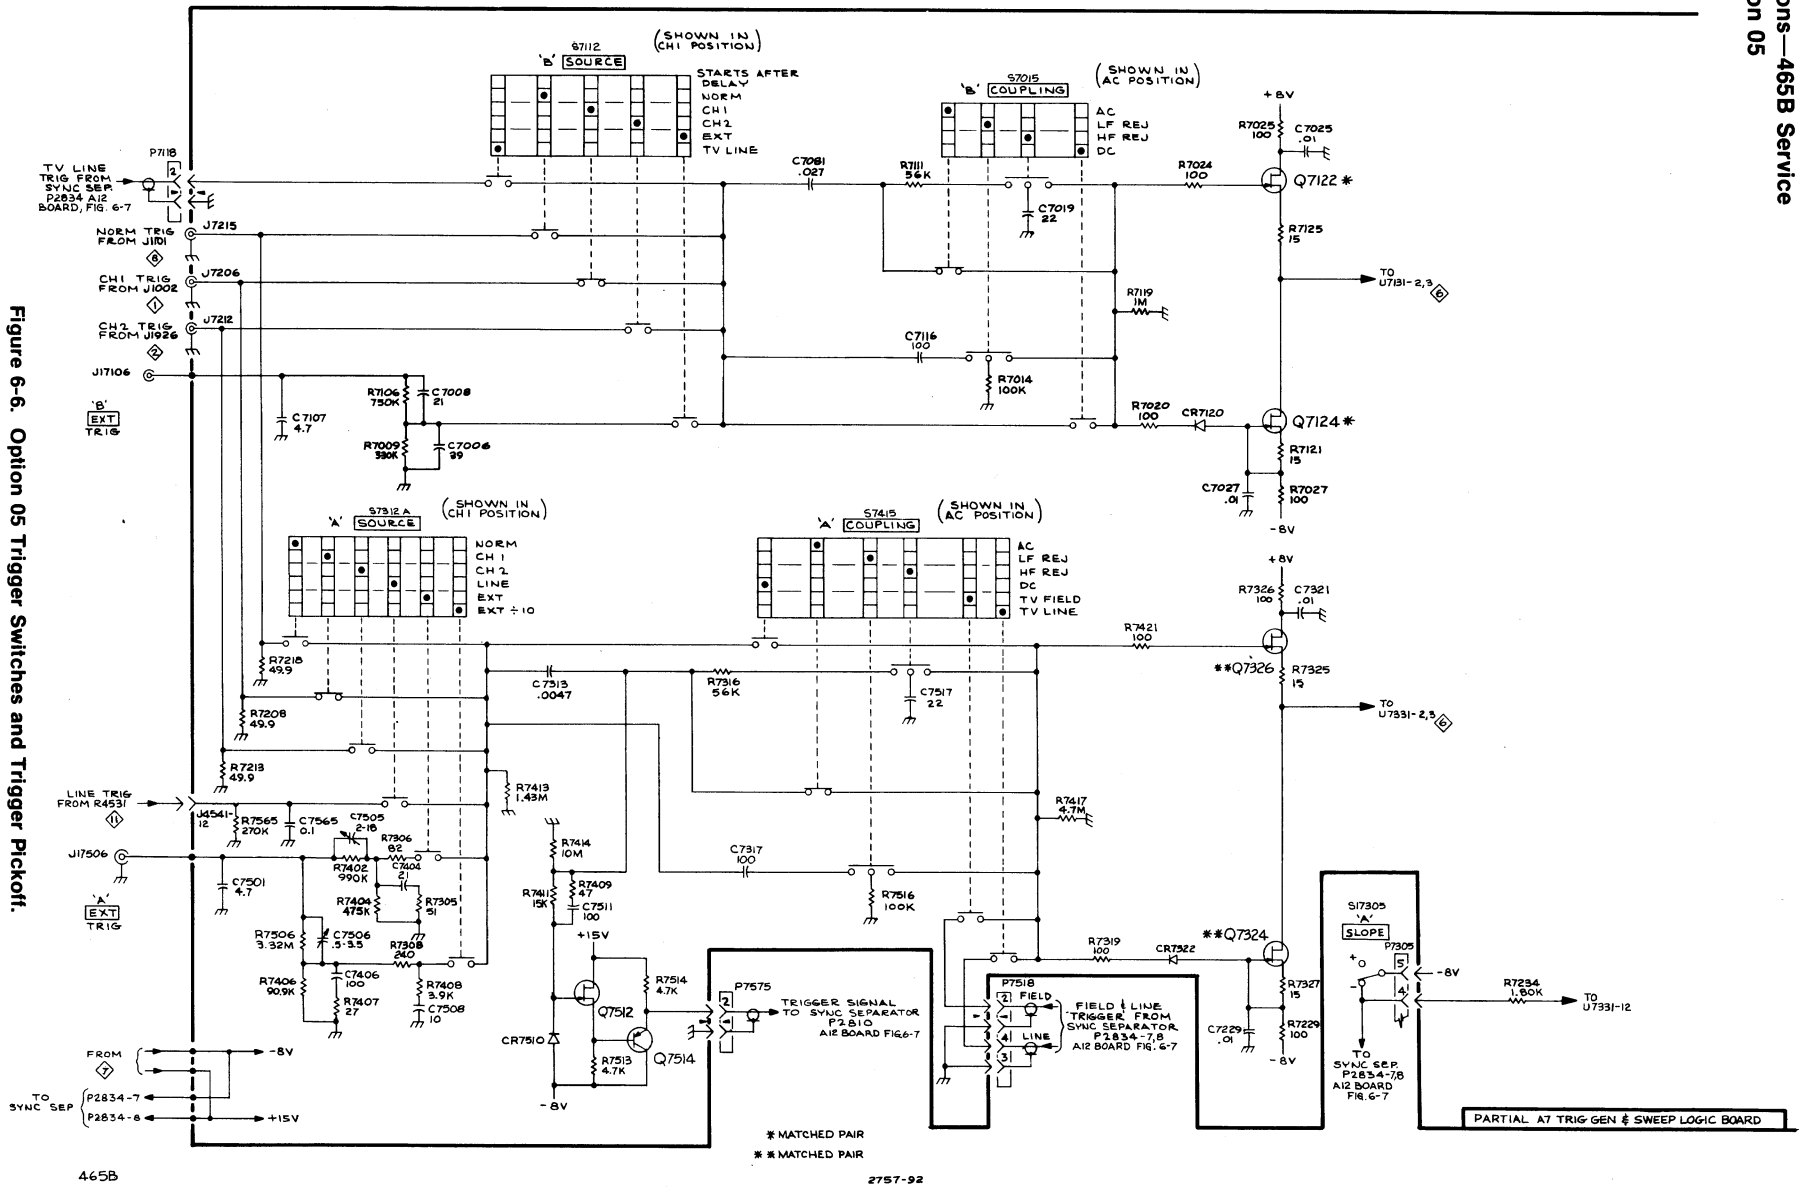 ons—465B Service
on 05
Figure 6-6. Option 05 Trigger Switches and Trigger Pickoff.
S7112
'B' SOURCE
(SHOWN IN
CH1 POSITION)
STARTS AFTER
DELAY
NORM
CH1
CH2
EXT
TV LINE
S7015
'B' COUPLING
(SHOWN IN
AC POSITION)
AC
LF REJ
HF REJ
DC
P7118
2
TV LINE
TRIG FROM
SYNC SEP.
P2834 A12
BOARD, FIG. 6-7
J7215
NORM TRIG
FROM J1101
8
J7206
CH1 TRIG
FROM J1002
1
J7212
CH2 TRIG
FROM J1926
2
J17106
'B'
EXT
TRIG
C7107
4.7
R7106
750K
C7008
21
R7009
330K
C7006
39
C7081
.027
R7111
56K
C7019
22
R7119
1M
C7116
100
R7014
100K
R7024
100
R7020
100
CR7120
+8V
R7025
100
C7025
.01
Q7122*
R7125
15
TO
U7131-2,3
6
Q7124*
R7121
15
C7027
.01
R7027
100
-8V
S7312A
'A' SOURCE
(SHOWN IN
CH1 POSITION)
NORM
CH 1
CH 2
LINE
EXT
EXT ÷ 10
S7415
'A' COUPLING
(SHOWN IN
AC POSITION)
AC
LF REJ
HF REJ
DC
TV FIELD
TV LINE
+8V
R7326
100
C7321
.01
R7421
100
**Q7326
R7325
15
TO
U7331-2,3
6
R7218
49.9
R7208
49.9
R7213
49.9
C7313
.0047
R7316
56K
C7517
22
R7413
1.43M
R7417
4.7M
LINE TRIG
FROM R4531
11
J4541-
12
R7565
270K
C7565
0.1
C7505
2-18
R7306
82
R7402
990K
C7404
21
R7404
475K
R7305
51
J17506
'A'
EXT
TRIG
C7501
4.7
R7506
3.32M
C7506
.5-3.5
R7308
240
R7406
90.9K
C7406
100
R7407
27
R7408
3.9K
C7508
10
R7414
10M
R7411
15K
R7409
47
C7511
100
+15V
R7514
4.7K
Q7512
CR7510
R7513
4.7K
Q7514
-8V
C7317
100
R7516
100K
P7575
2
TRIGGER SIGNAL
TO SYNC SEPARATOR
P2810
A12 BOARD FIG.6-7
P7518
2
4
3
FIELD
LINE
FIELD & LINE
TRIGGER FROM
SYNC SEPARATOR
P2834-7,8
A12 BOARD FIG. 6-7
R7319
100
CR7322
**Q7324
R7327
15
C7229
.01
R7229
100
-8V
S17305
'A'
SLOPE
P7305
+
-
5
4
-8V
TO
SYNC SEP.
P2834-7,8
A12 BOARD
FIG. 6-7
R7234
1.80K
TO
U7331-12
FROM
7
-8V
TO
SYNC SEP
P2834-7
P2834-8
+15V
* MATCHED PAIR
** MATCHED PAIR
PARTIAL A7 TRIG GEN & SWEEP LOGIC BOARD
465B
2757-92